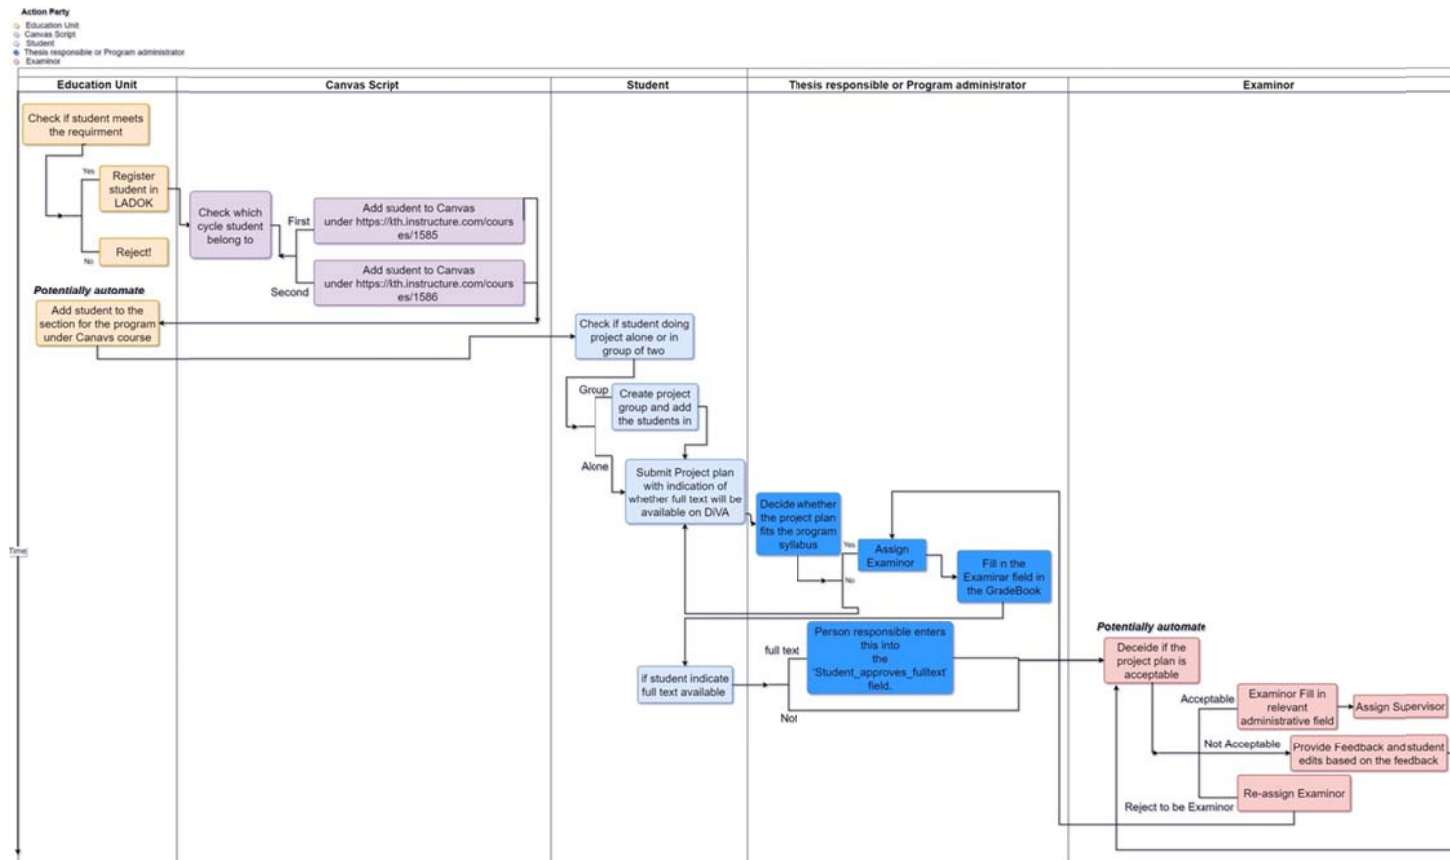 Action Party
Education Unit
Canvas Script
Student
Thesis responsible or Program administrator
Examinor
Education Unit
Canvas Script
Student
Thesis responsible or Program administrator
Examinor
Check if student meets
the requirment
Yes
Register
student in
LADOK
No
Reject!
Check which
cycle student
belong to
First
Add student to Canvas
under https://kth.instructure.com/cours
es/1585
Second
Add student to Canvas
under https://kth.instructure.com/cours
es/1586
Potentially automate
Add student to the
section for the program
under Canavs course
Check if student doing
project alone or in
group of two
Group
Create project
group and add
the students in
Alone
Submit Project plan
with indication of
whether full text will be
available on DiVA
Decide whether
the project plan
fits the program
syllabus
Yes
No
Assign
Examinor
Fill in the
Examinar field in
the GradeBook
Time
if student indicate
full text available
full text
Not
Person responsible enters
this into
the
'Student_approves_fulltext'
field.
Potentially automate
Deceide if the
project plan is
acceptable
Acceptable
Examinor Fill in
relevant
administrative field
Assign Supervisor
Not Acceptable
Provide Feedback and student
edits based on the feedback
Reject to be Examinor
Re-assign Examinor